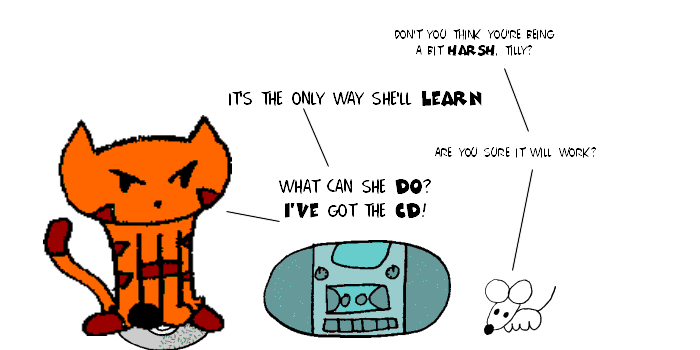 DON'T YOU THINK YOU'RE BEING
A BIT HARSH, TILLY?
IT'S THE ONLY WAY SHE'LL LEARN
ARE YOU SURE IT WILL WORK?
WHAT CAN SHE DO?
I'VE GOT THE CD!